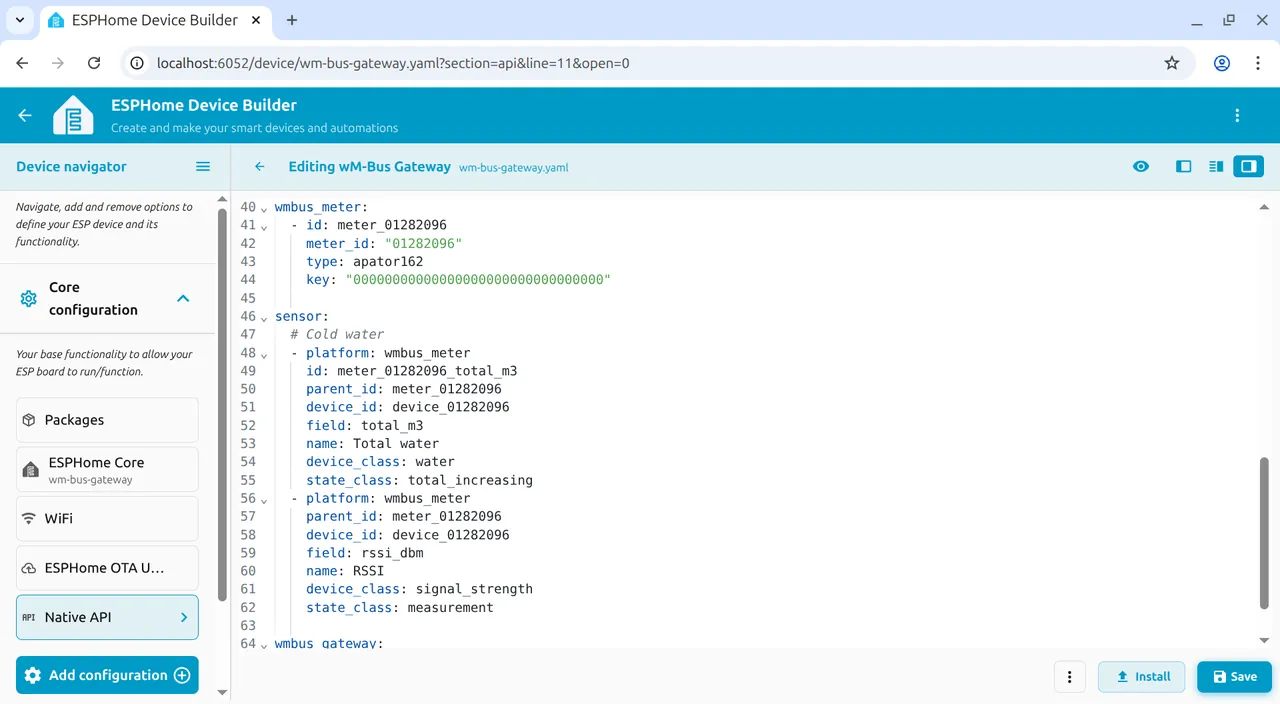 ESPHome Device Builder
localhost:6052/device/wm-bus-gateway.yaml?section=api&line=11&open=0
ESPHome Device Builder
Create and make your smart devices and automations
Device navigator
Editing wM-Bus Gateway wm-bus-gateway.yaml
Navigate, add and remove options to
define your ESP device and its
functionality.
Core
configuration
Your base functionality to allow your
ESP board to run/function.
Packages
ESPHome Core
wm-bus-gateway
WiFi
ESPHome OTA U...
API Native API
Add configuration
40 wmbus_meter:
41 - id: meter_01282096
42 meter_id: "01282096"
43 type: apator162
44 key: "00000000000000000000000000000000"
45
46 sensor:
47 # Cold water
48 - platform: wmbus_meter
49 id: meter_01282096_total_m3
50 parent_id: meter_01282096
51 device_id: device_01282096
52 field: total_m3
53 name: Total water
54 device_class: water
55 state_class: total_increasing
56 - platform: wmbus_meter
57 parent_id: meter_01282096
58 device_id: device_01282096
59 field: rssi_dbm
60 name: RSSI
61 device_class: signal_strength
62 state_class: measurement
63
64 wmbus_gateway:
Install
Save